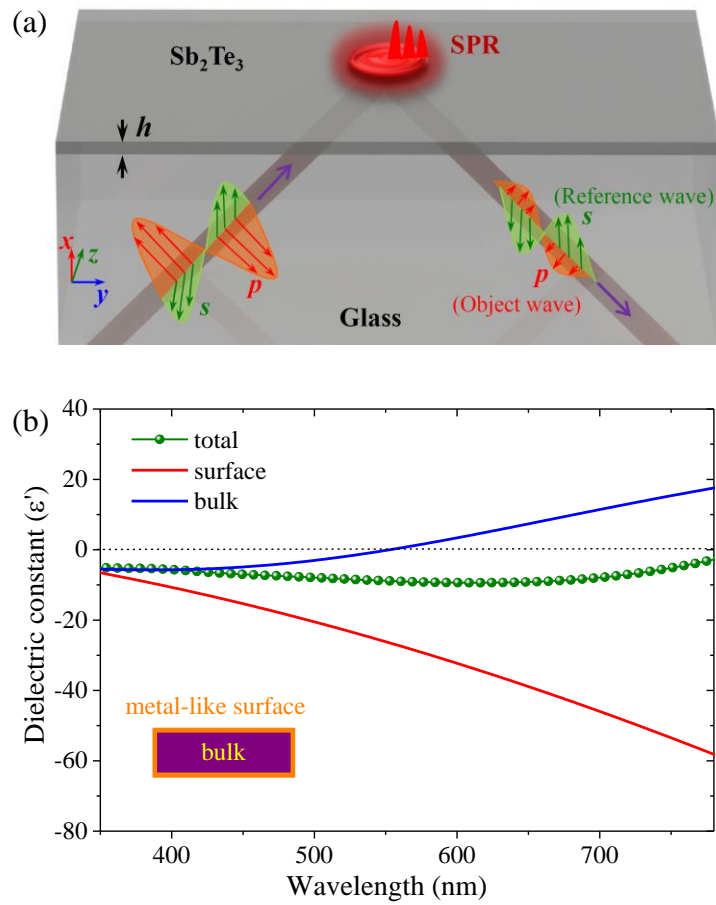 (a)
Sb₂Te₃
SPR
h
(Reference wave)
s
x
z
y
s
p
p
(Object wave)
Glass
(b)
40
20
0
-20
-40
-60
-80
total
surface
bulk
metal-like surface
bulk
Dielectric constant (ε')
400
500
600
700
Wavelength (nm)